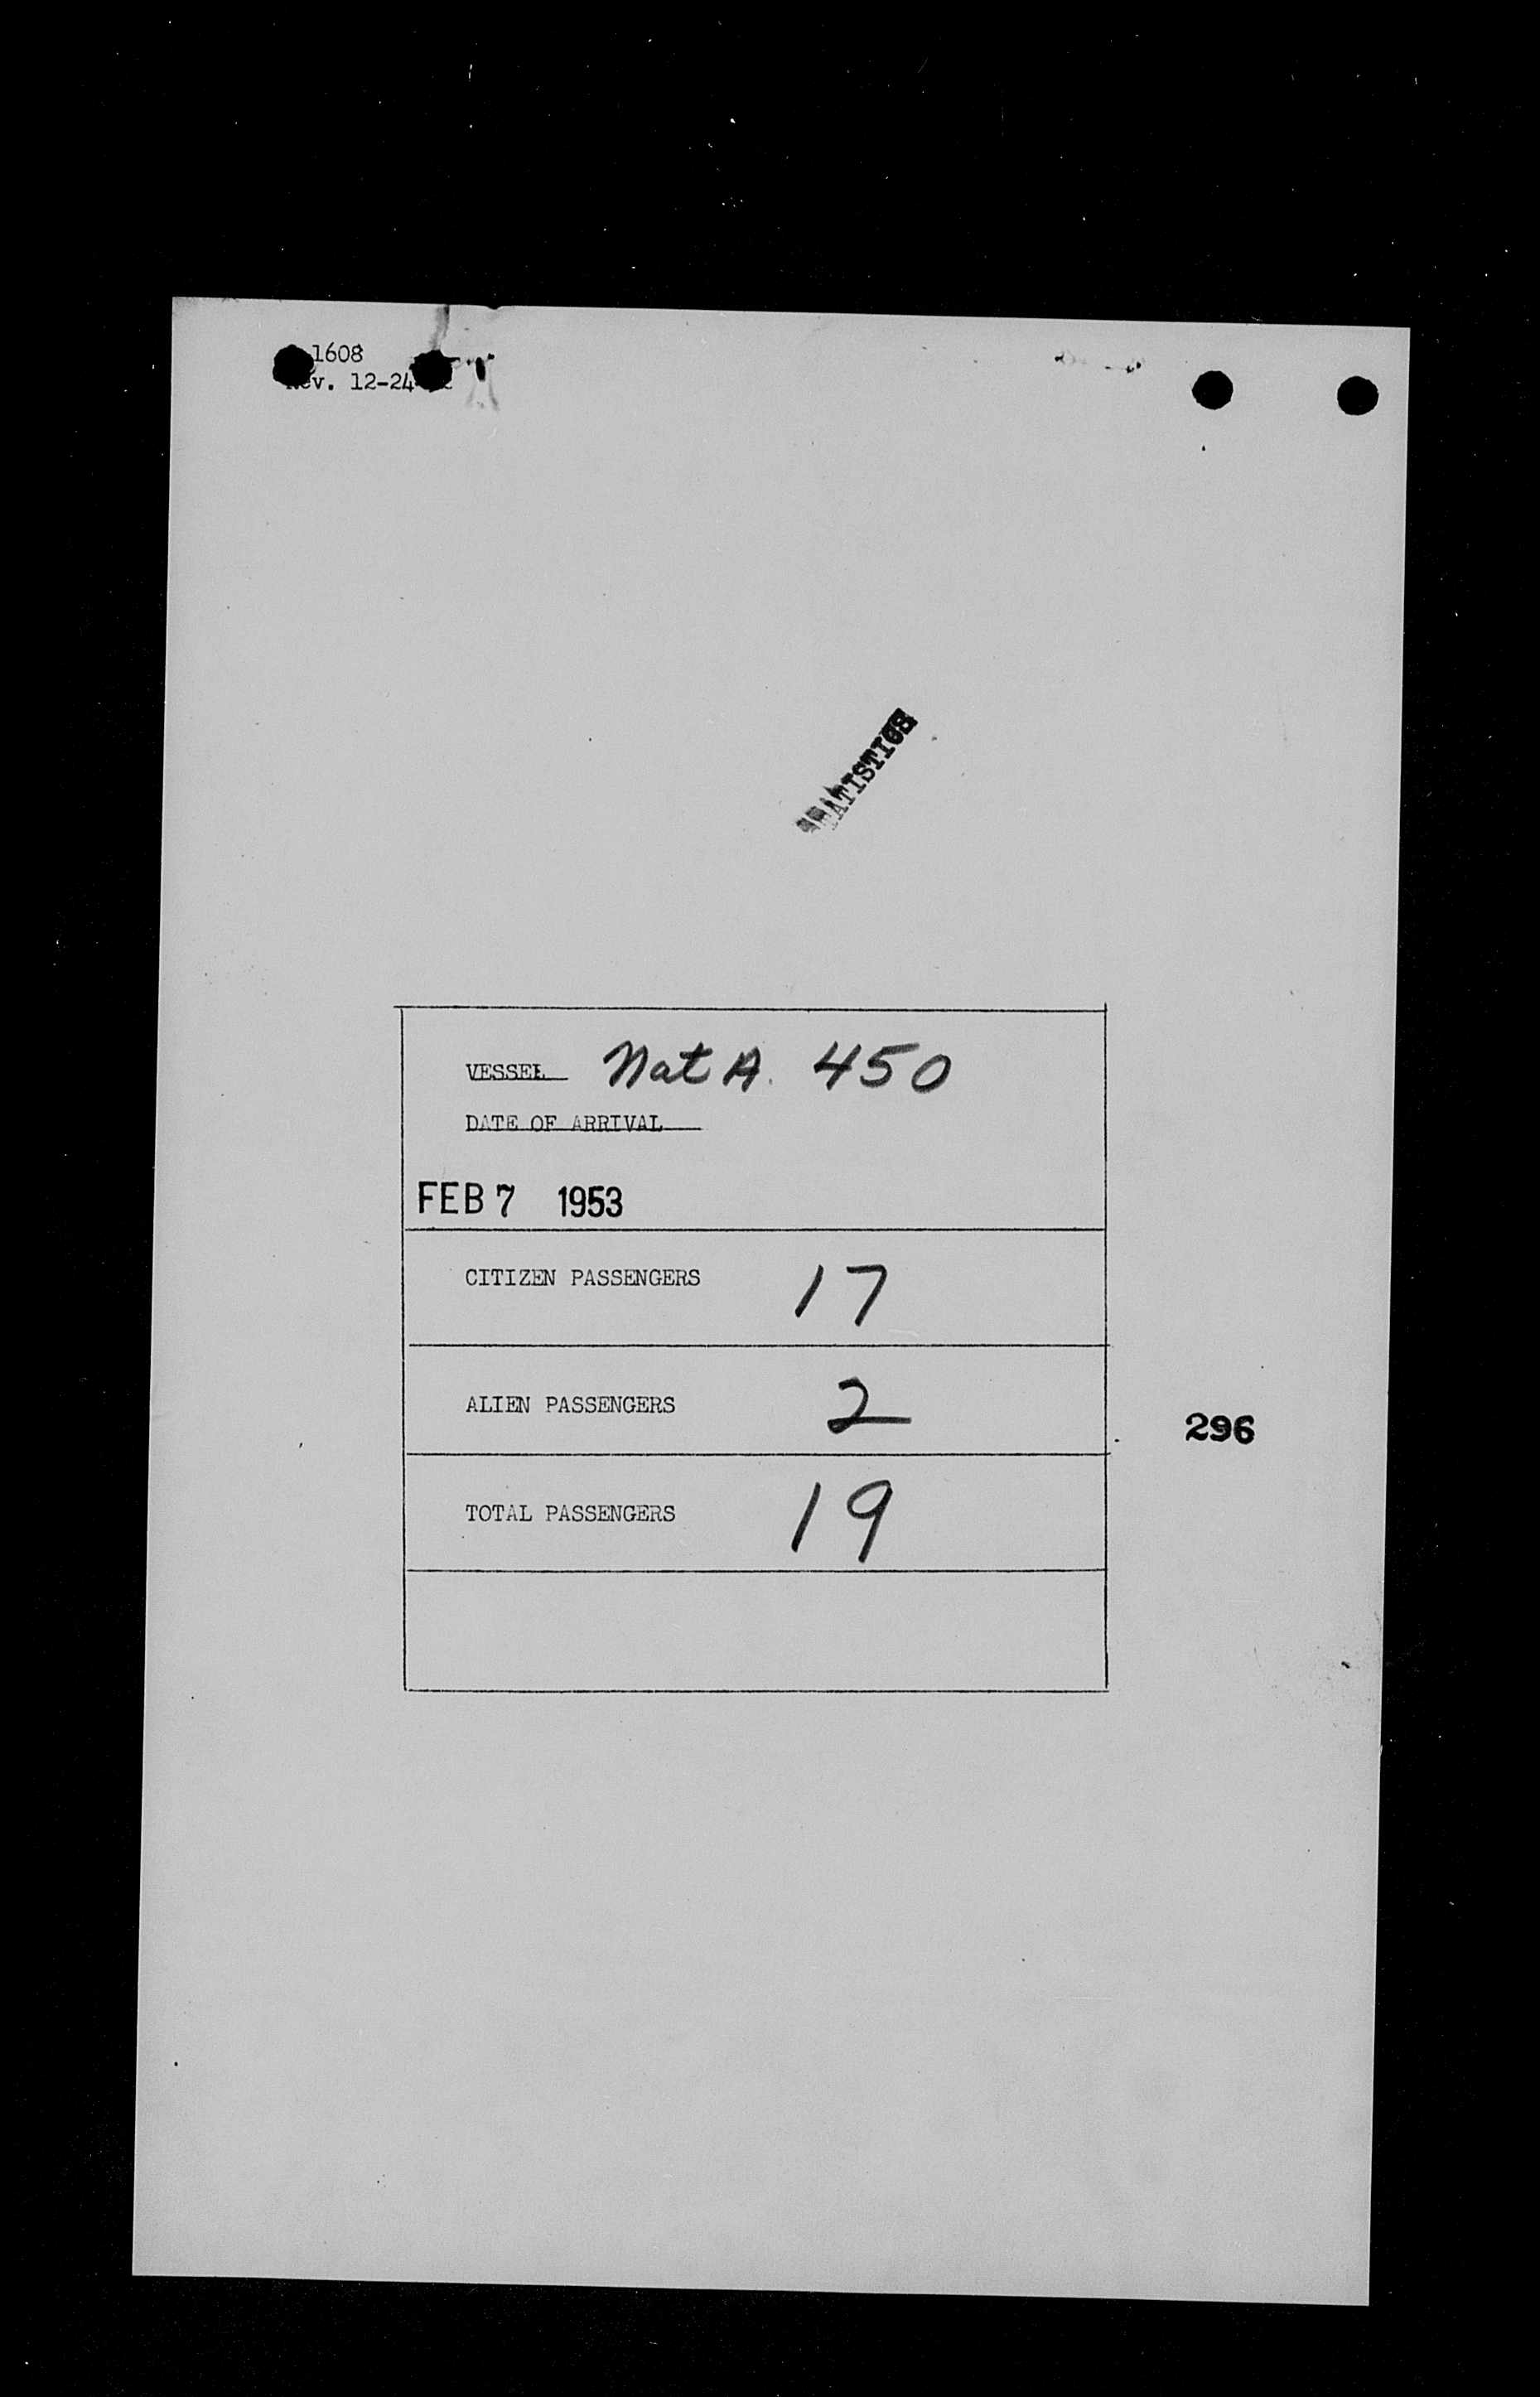 1608
Rev. 12-24
STATISTICS
VESSEL Nat A. 450
DATE OF ARRIVAL
FEB 7 1953
CITIZEN PASSENGERS 17
ALIEN PASSENGERS 2
296
TOTAL PASSENGERS 19